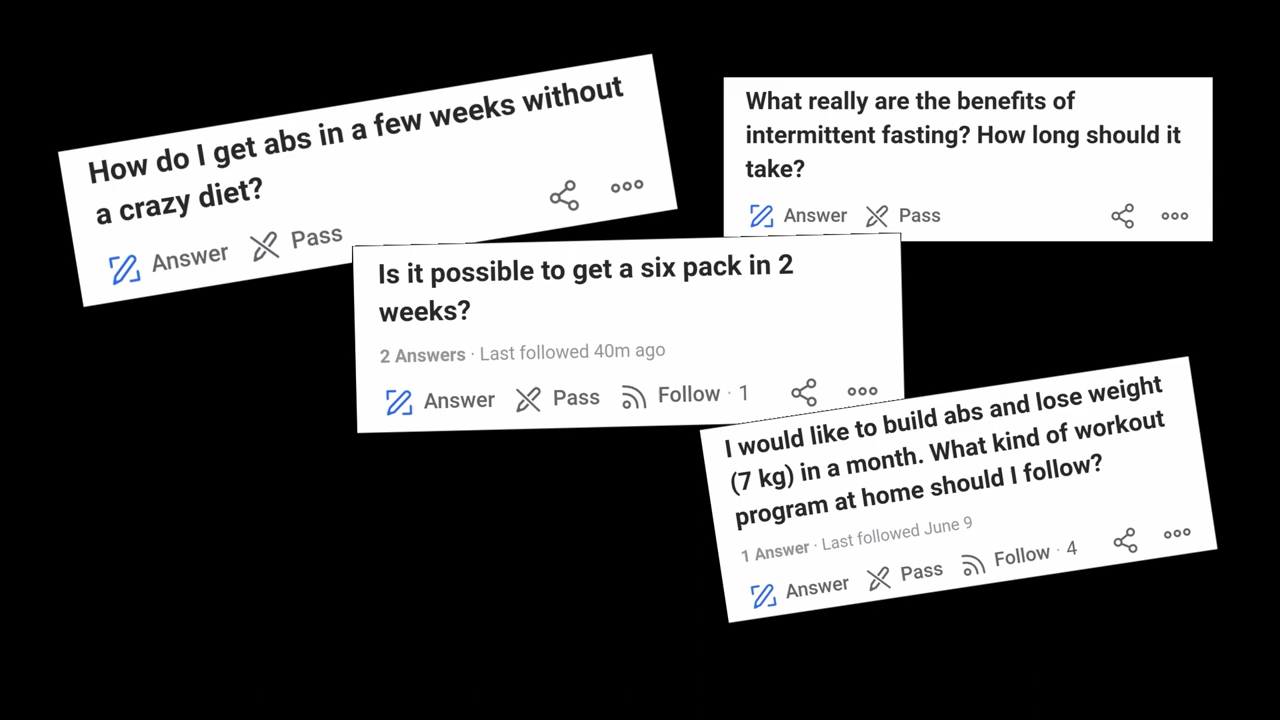 How do I get abs in a few weeks without
a crazy diet?
Answer Pass
What really are the benefits of
intermittent fasting? How long should it
take?
Answer Pass
Is it possible to get a six pack in 2
weeks?
2 Answers · Last followed 40m ago
Answer Pass Follow · 1
I would like to build abs and lose weight
(7 kg) in a month. What kind of workout
program at home should I follow?
1 Answer · Last followed June 9
Answer Pass Follow · 4